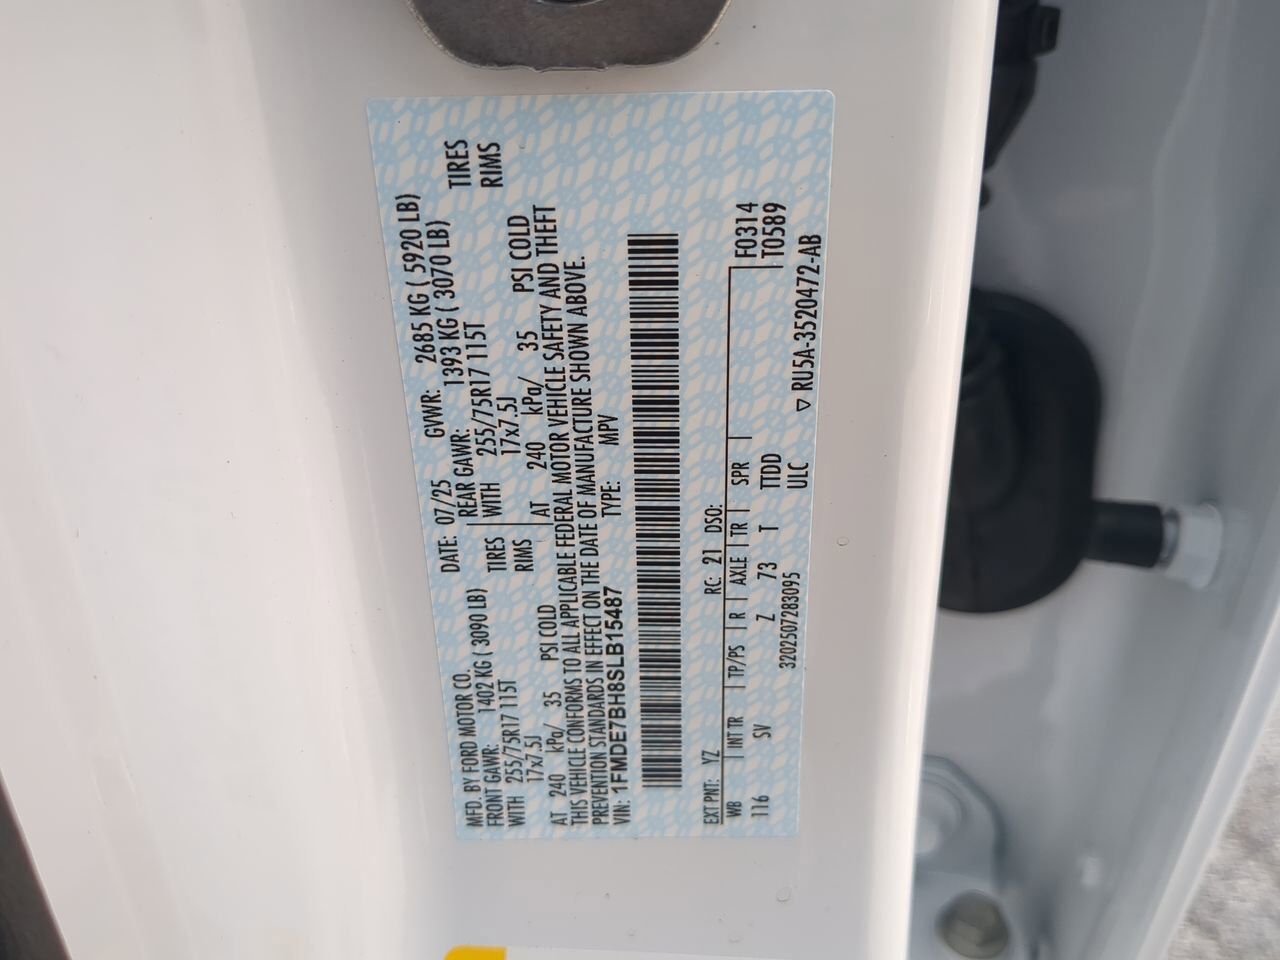 MFD. BY FORD MOTOR CO.
DATE: 07/25 GVWR: 2685 KG ( 5920 LB)
FRONT GAWR: 1402 KG ( 3090 LB) REAR GAWR: 1393 KG ( 3070 LB)
WITH 255/75R17 115T TIRES WITH 255/75R17 115T TIRES
17x7.5J RIMS 17x7.5J RIMS
AT 240 kPa/ 35 PSI COLD AT 240 kPa/ 35 PSI COLD
THIS VEHICLE CONFORMS TO ALL APPLICABLE FEDERAL MOTOR VEHICLE SAFETY AND THEFT
PREVENTION STANDARDS IN EFFECT ON THE DATE OF MANUFACTURE SHOWN ABOVE.
VIN: 1FMDE7BH8SLB15487 TYPE: MPV
EXT PNT: YZ RC: 21 DSO: F0314
WB INT TR TP/PS R AXLE TR SPR T0589
116 SV Z 73 T TTDD
3202507283095 ULC RU5A-3520472-AB